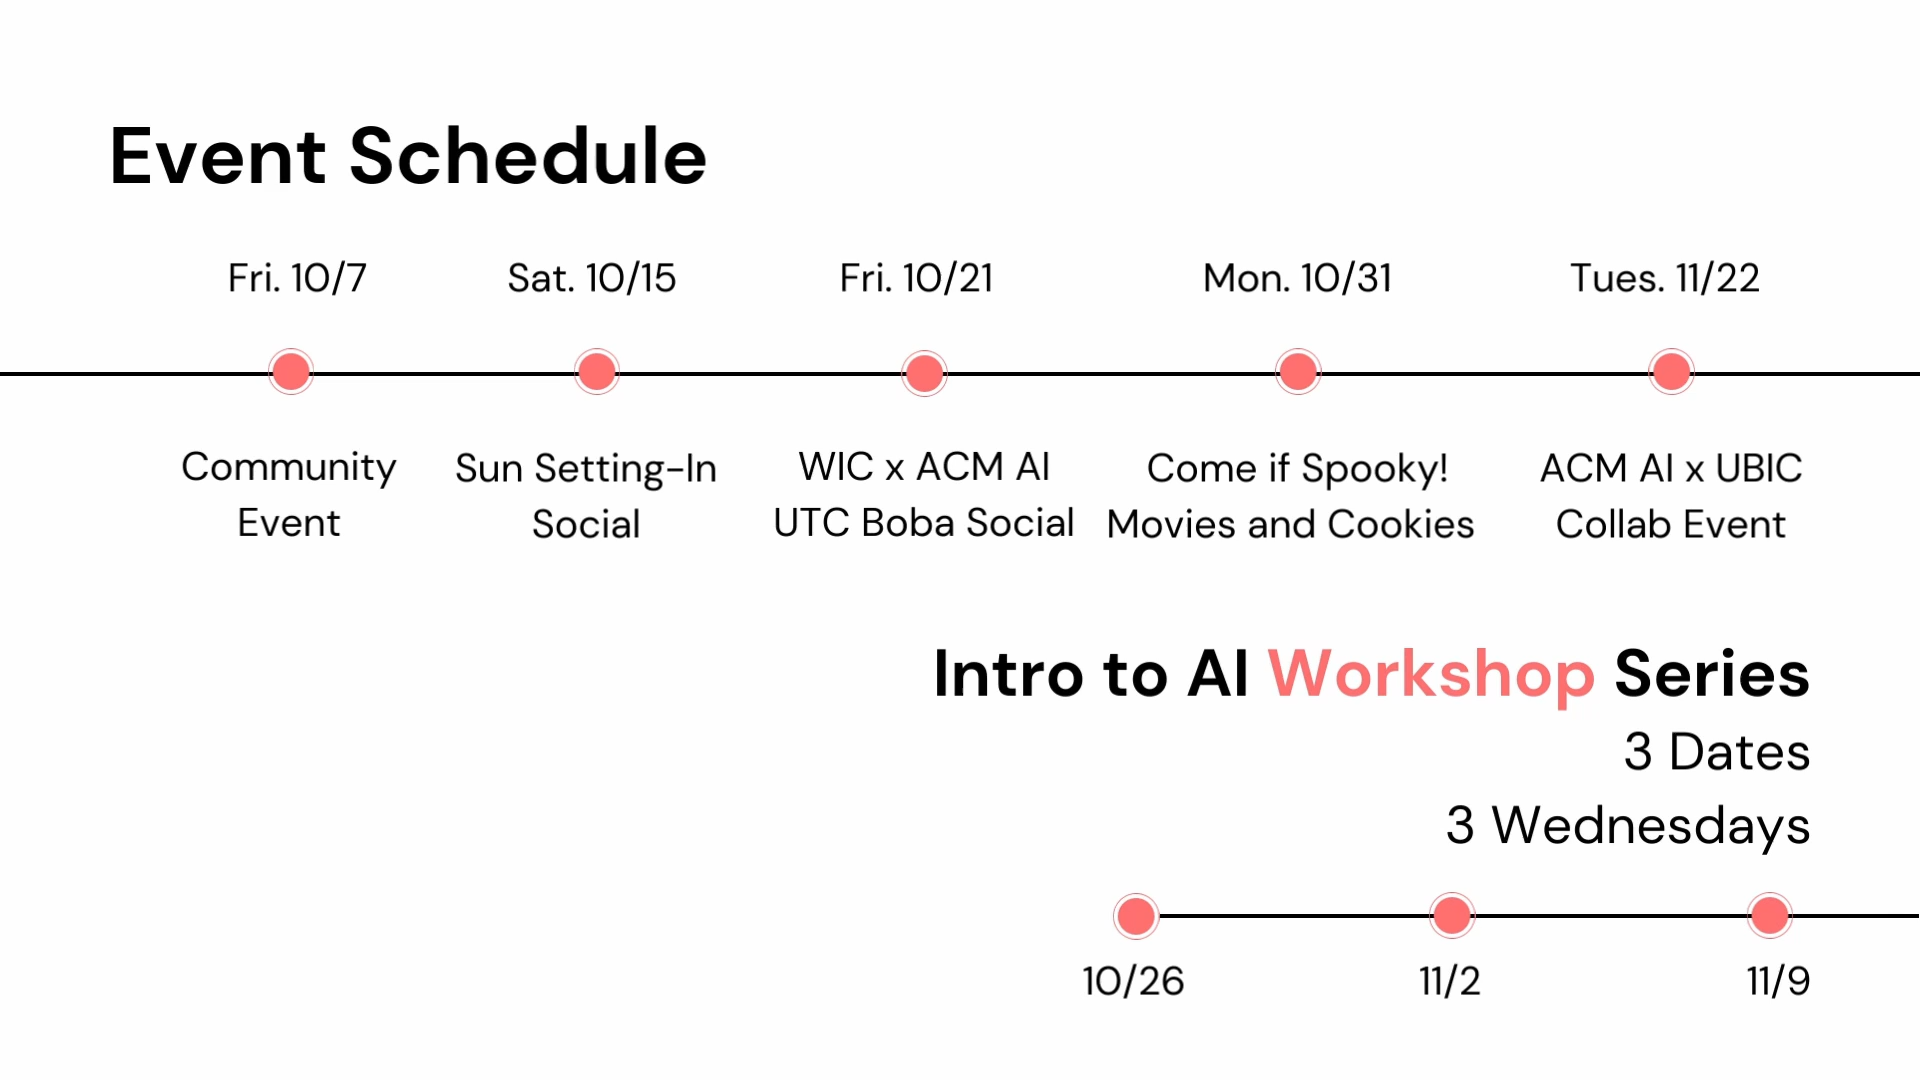 Event Schedule
Fri. 10/7
Sat. 10/15
Fri. 10/21
Mon. 10/31
Tues. 11/22
Community
Event
Sun Setting-In
Social
WIC x ACM AI
UTC Boba Social
Come if Spooky!
Movies and Cookies
ACM AI x UBIC
Collab Event
Intro to AI Workshop Series
3 Dates
3 Wednesdays
10/26
11/2
11/9